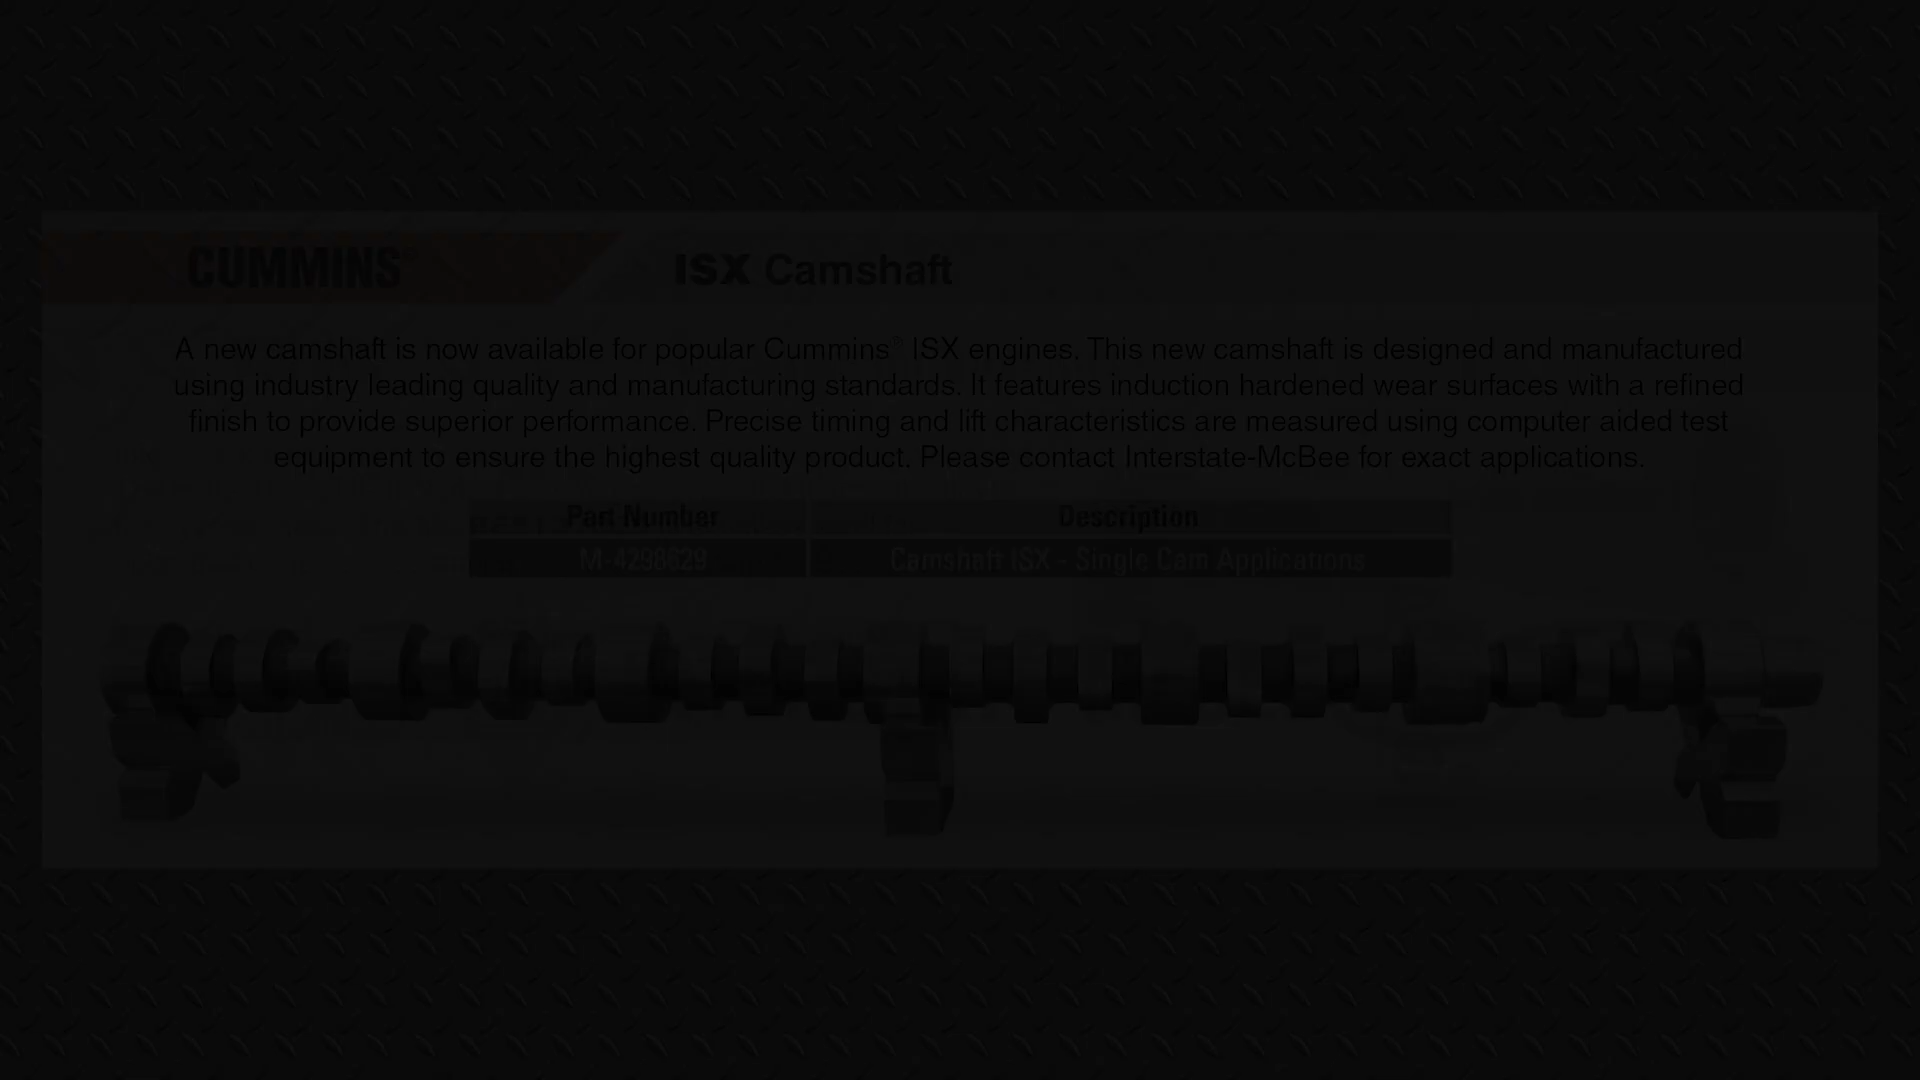 CUMMINS®
ISX Camshaft
A new camshaft is now available for popular Cummins® ISX engines. This new camshaft is designed and manufactured
using industry leading quality and manufacturing standards. It features induction hardened wear surfaces with a refined
finish to provide superior performance. Precise timing and lift characteristics are measured using computer aided test
equipment to ensure the highest quality product. Please contact Interstate-McBee for exact applications.
Part Number Description
M-4298629 Camshaft ISX - Single Cam Applications